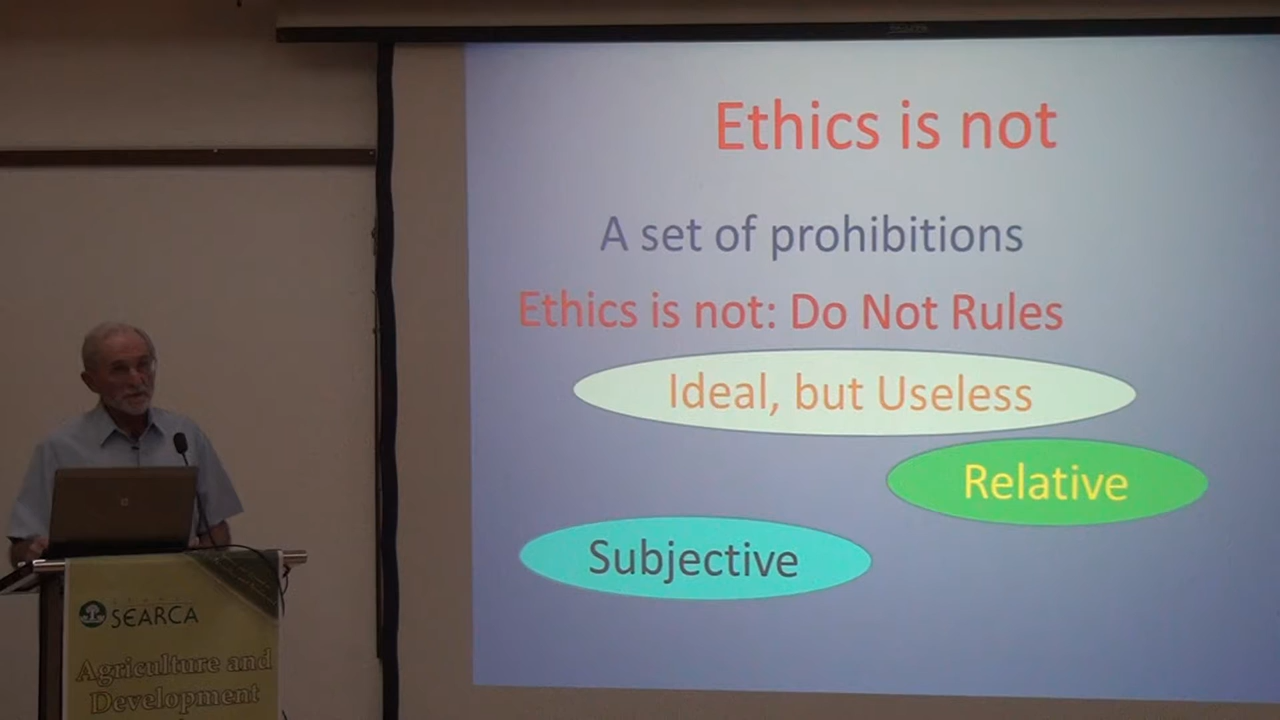 Ethics is not
A set of prohibitions
Ethics is not: Do Not Rules
Ideal, but Useless
Relative
Subjective
SEARCA
Agriculture and
Development